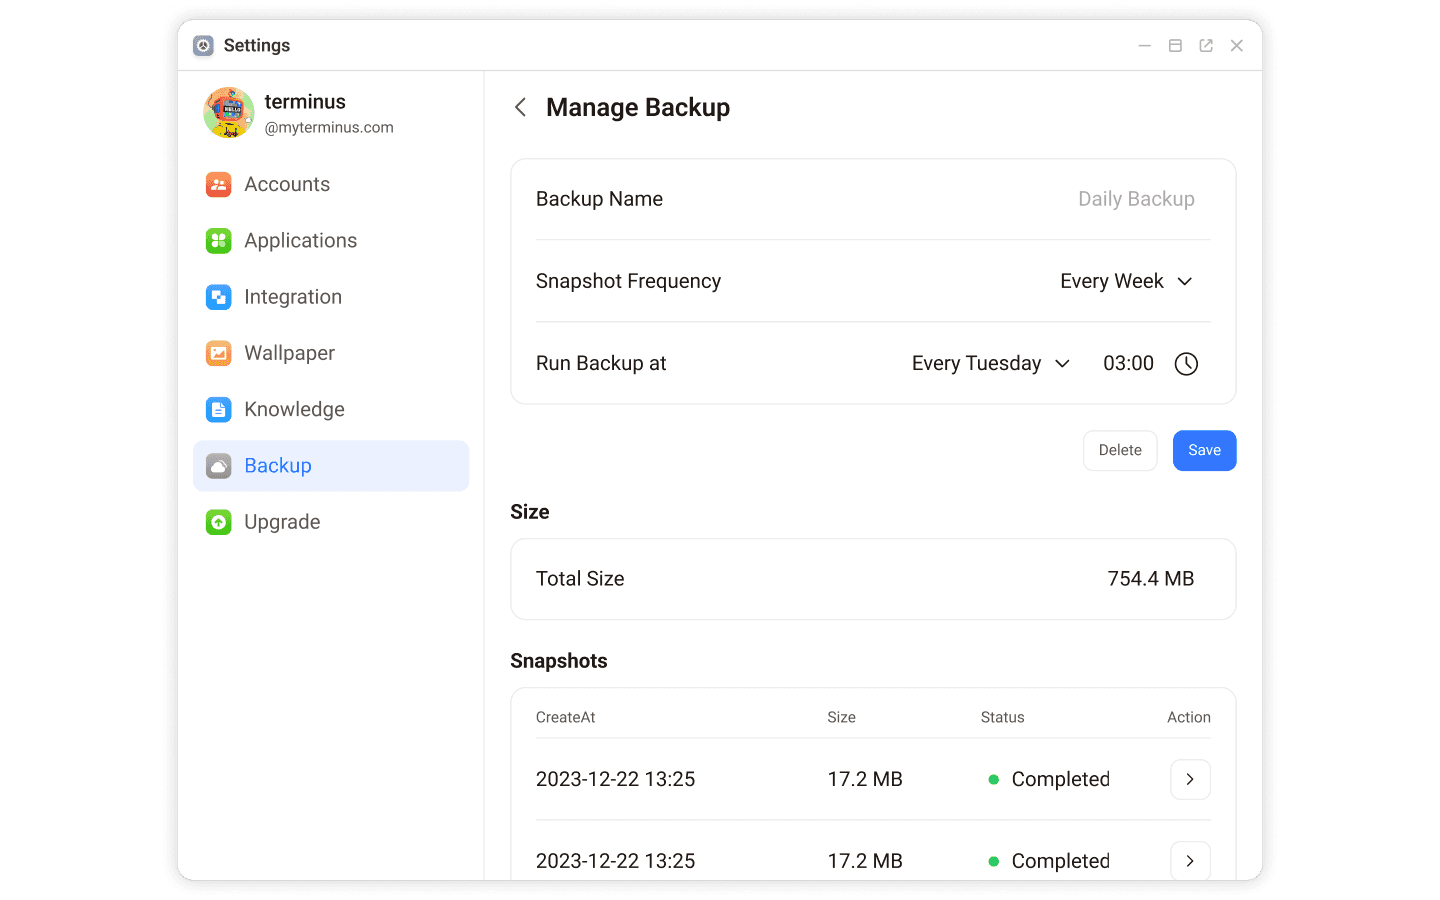 Settings
terminus
@myterminus.com
Accounts
Applications
Integration
Wallpaper
Knowledge
Backup
Upgrade
Manage Backup
Backup Name Daily Backup
Snapshot Frequency Every Week
Run Backup at Every Tuesday 03:00
Delete Save
Size
Total Size 754.4 MB
Snapshots
CreateAt Size Status Action
2023-12-22 13:25 17.2 MB Completed
2023-12-22 13:25 17.2 MB Completed